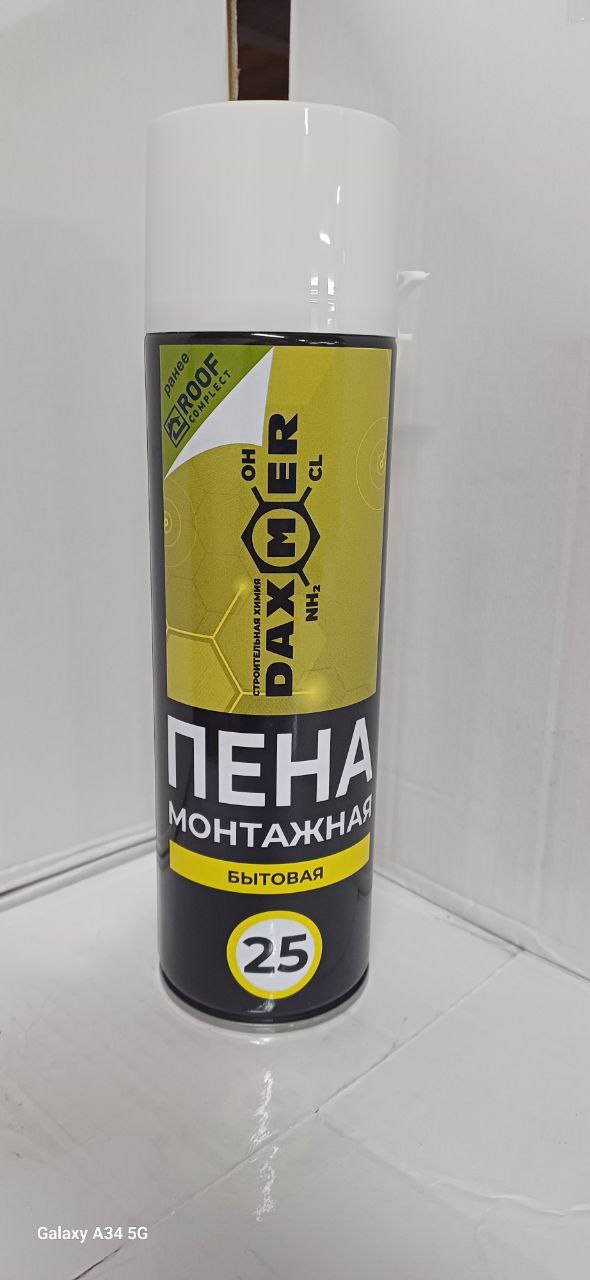 ранее
ROOF
COMPLECT
OH
CL
СТРОИТЕЛЬНАЯ ХИМИЯ
DAXMER
NH₂
ПЕНА
МОНТАЖНАЯ
БЫТОВАЯ
25
Galaxy A34 5G